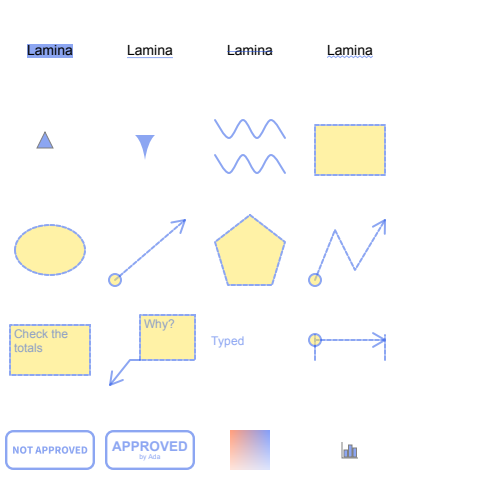 Lamina Lamina Lamina Lamina
Check the
totals
Why?
Typed
NOT APPROVED
APPROVED
by Ada